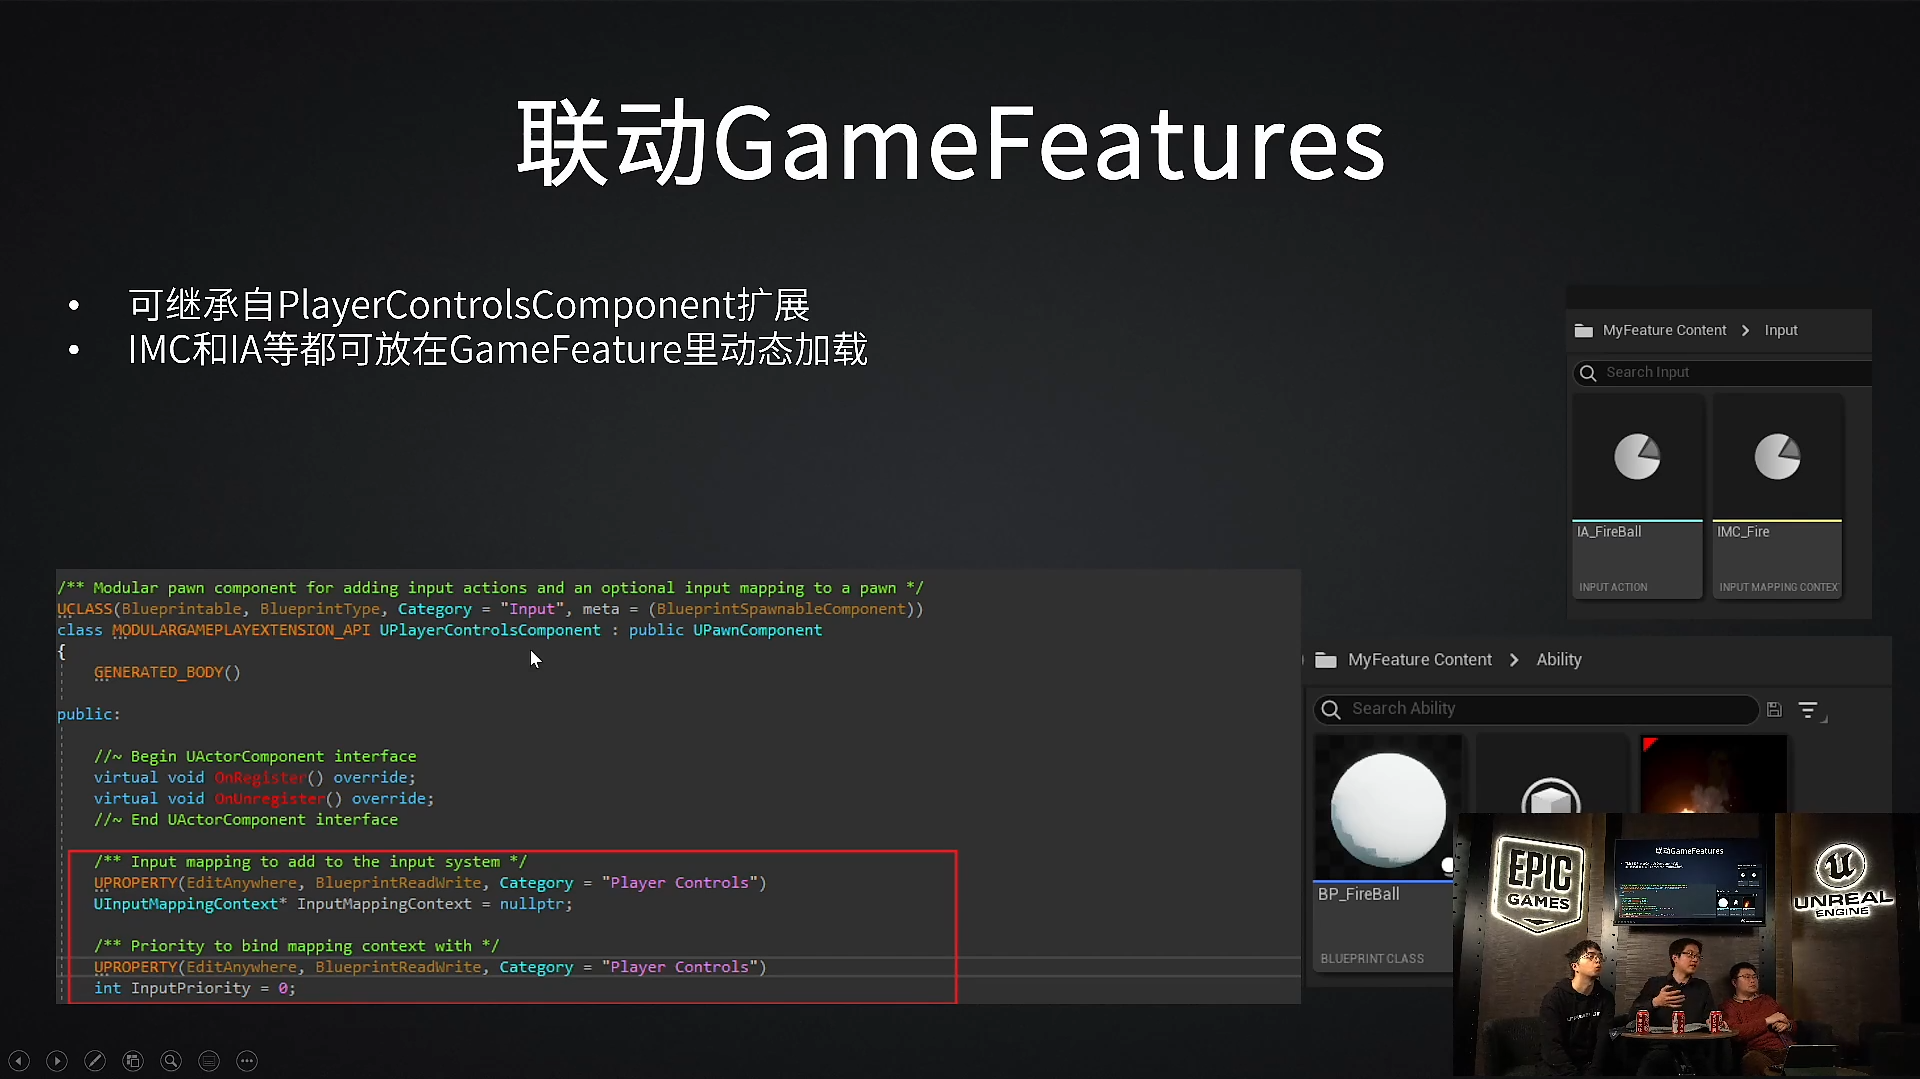 联动GameFeatures
• 可继承自PlayerControlsComponent扩展
• IMC和IA等都可放在GameFeature里动态加载
MyFeature Content > Input
Search Input
IA_FireBall
INPUT ACTION
IMC_Fire
INPUT MAPPING CONTEX
/** Modular pawn component for adding input actions and an optional input mapping to a pawn */
UCLASS(Blueprintable, BlueprintType, Category = "Input", meta = (BlueprintSpawnableComponent))
class MODULARGAMEPLAYEXTENSION_API UPlayerControlsComponent : public UPawnComponent
{
GENERATED_BODY()
public:
//~ Begin UActorComponent interface
virtual void OnRegister() override;
virtual void OnUnregister() override;
//~ End UActorComponent interface
/** Input mapping to add to the input system */
UPROPERTY(EditAnywhere, BlueprintReadWrite, Category = "Player Controls")
UInputMappingContext* InputMappingContext = nullptr;
/** Priority to bind mapping context with */
UPROPERTY(EditAnywhere, BlueprintReadWrite, Category = "Player Controls")
int InputPriority = 0;
MyFeature Content > Ability
Search Ability
BP_FireBall
BLUEPRINT CLASS
EPIC
GAMES
联动GameFeatures
UNREAL
ENGINE